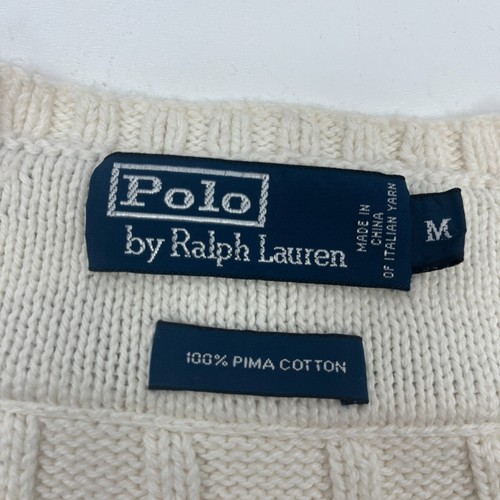 Polo
by Ralph Lauren
MADE IN
CHINA
OF ITALIAN YARN
M
100% PIMA COTTON